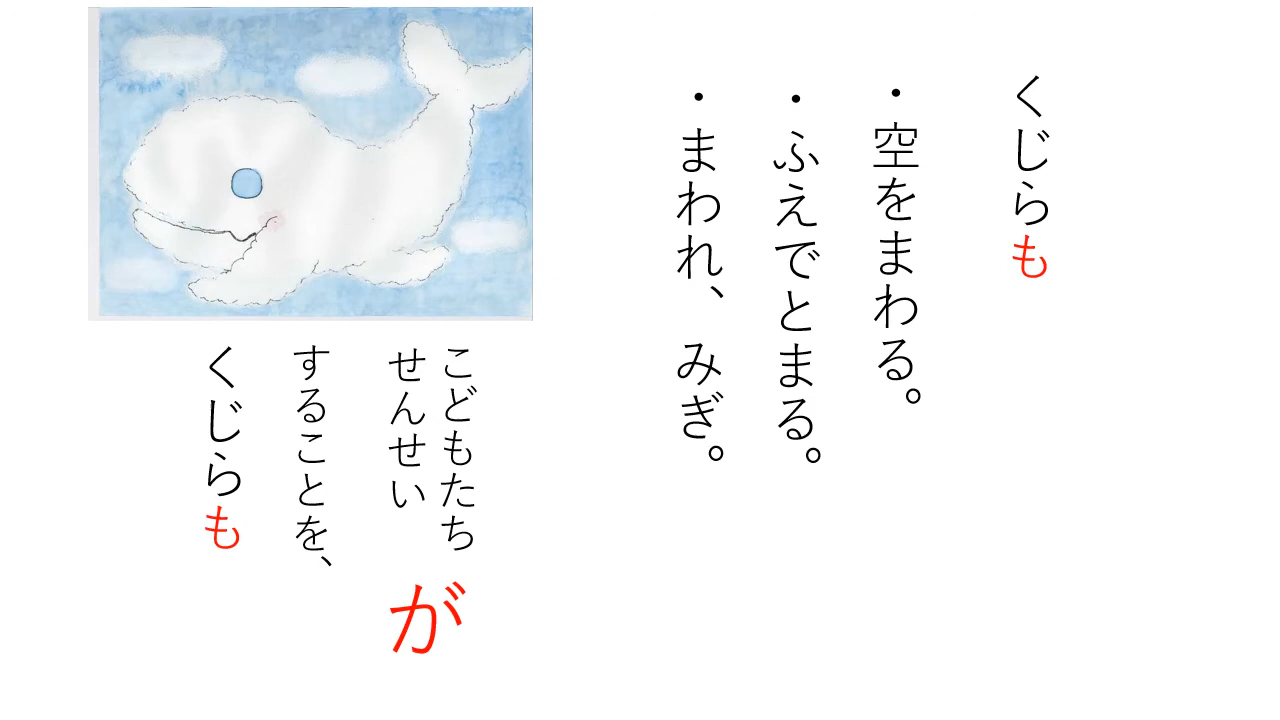 くじらも
・空をまわる。
・ふえでとまる。
・まわれ、みぎ。
こどもたち
せんせい
が
することを、
くじらも